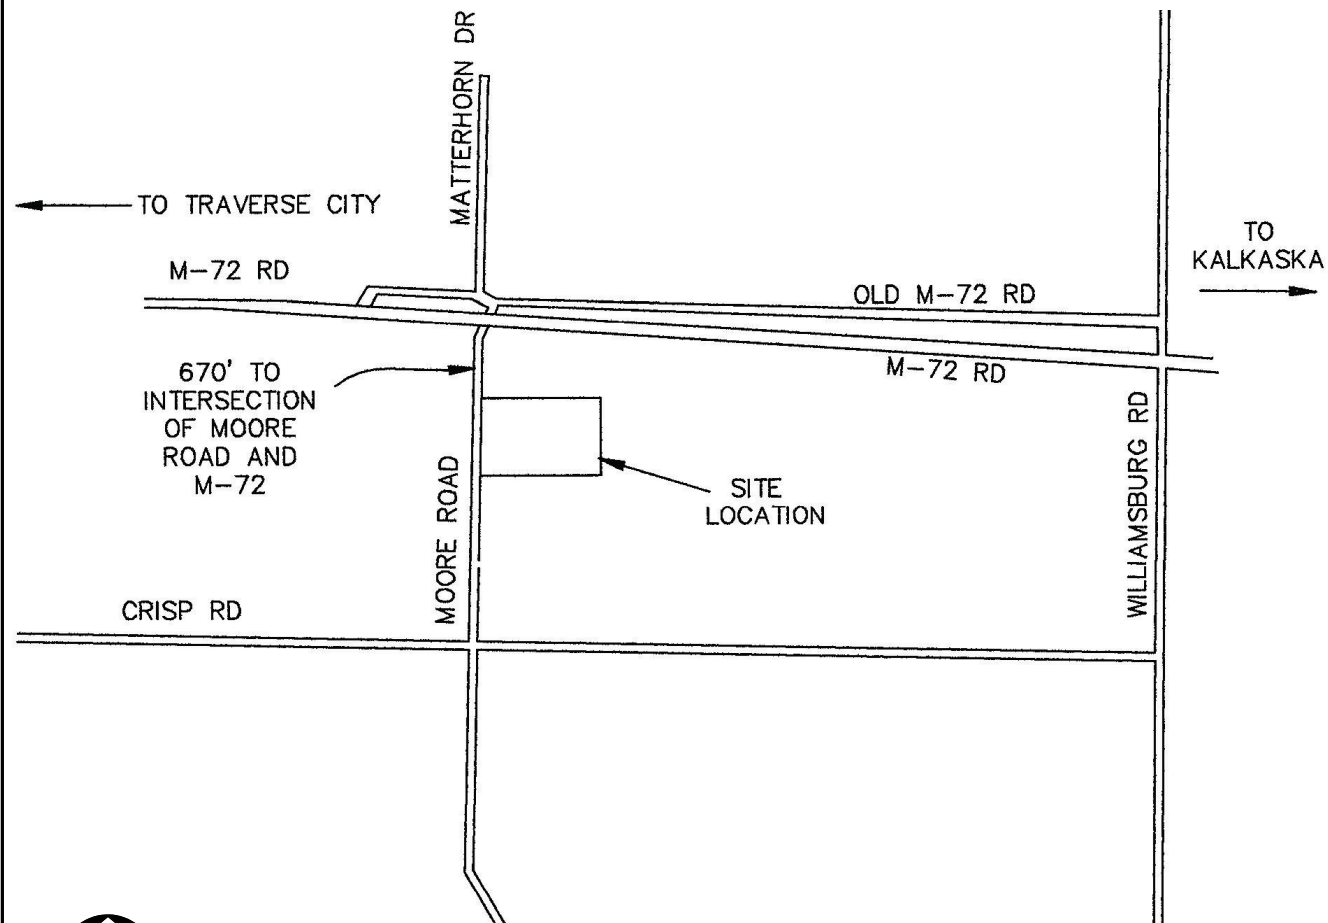 MATTERHORN DR
TO TRAVERSE CITY
TO
KALKASKA
M-72 RD
OLD M-72 RD
M-72 RD
670' TO
INTERSECTION
OF MOORE
ROAD AND
M-72
MOORE ROAD
SITE
LOCATION
WILLIAMSBURG RD
CRISP RD